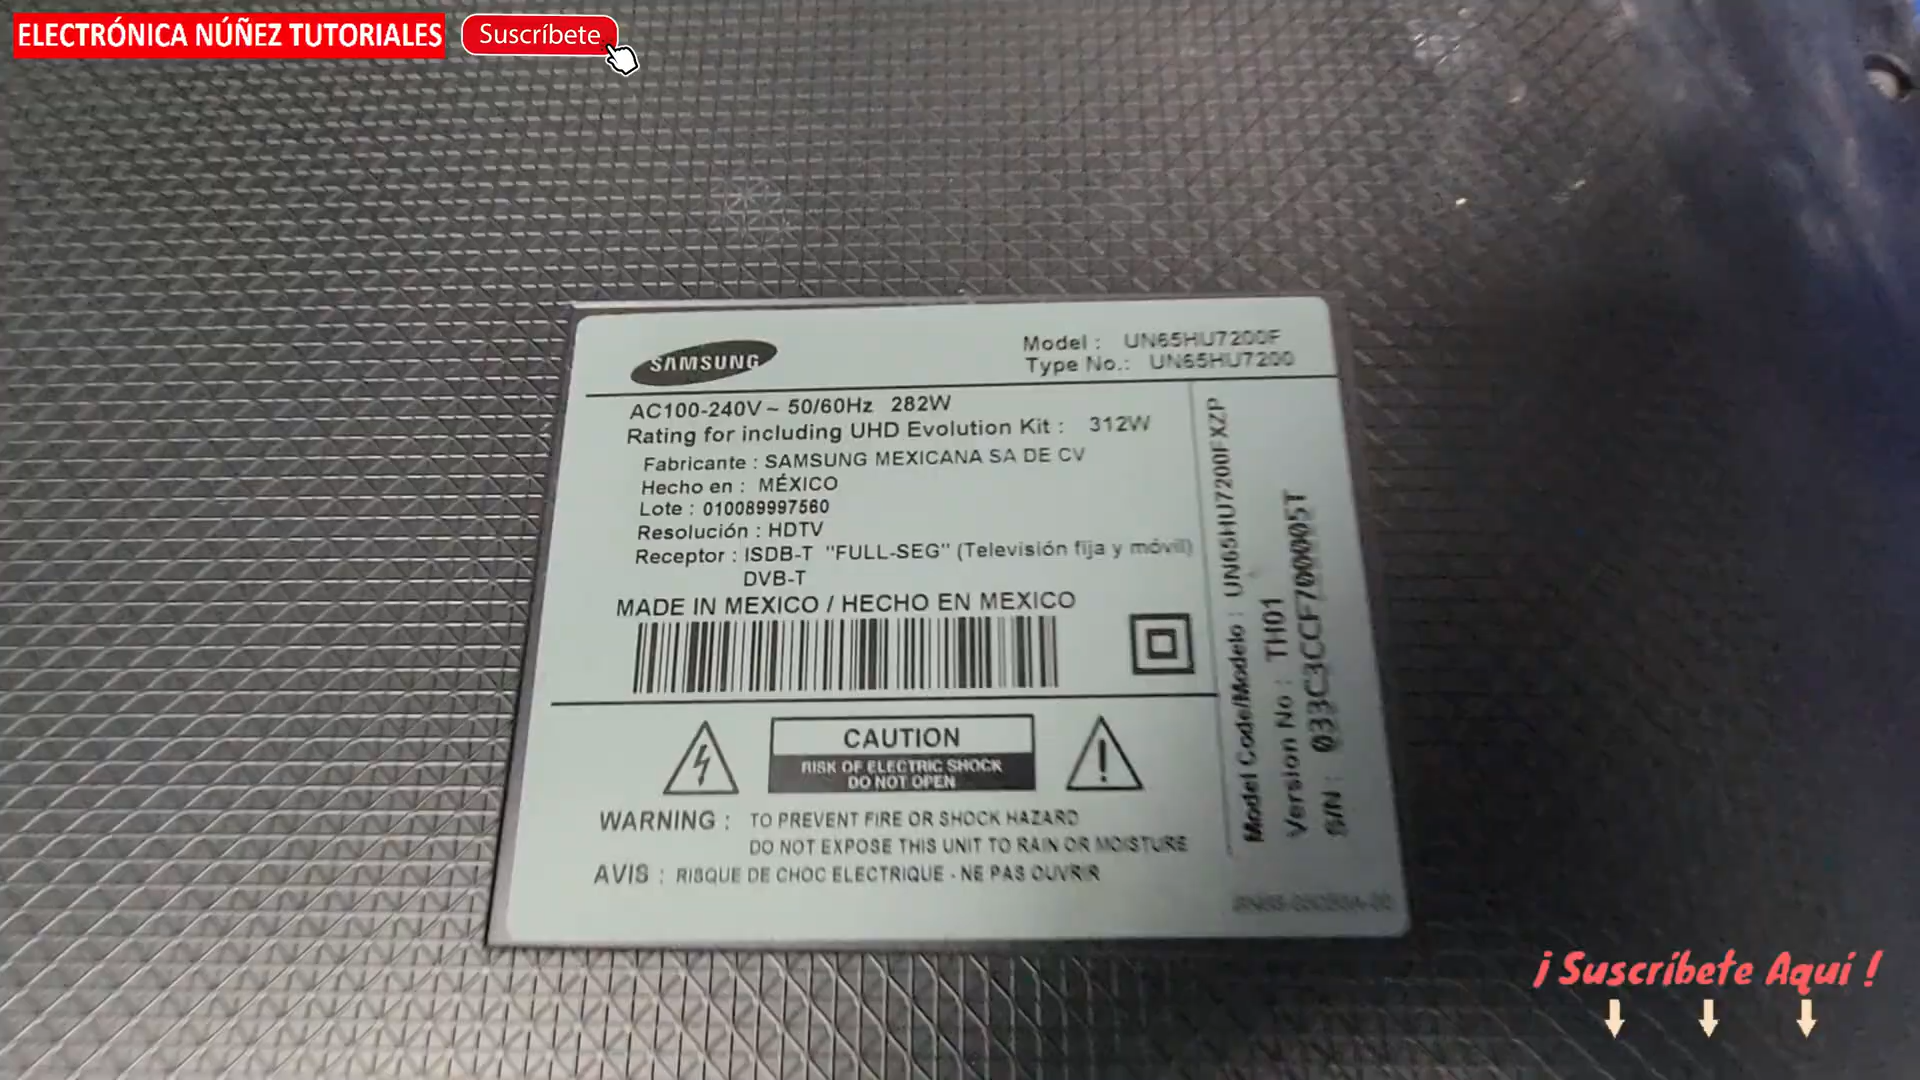 ELECTRÓNICA NÚÑEZ TUTORIALES
Suscríbete
SAMSUNG
Model : UN65HU7200F
Type No.: UN65HU7200
AC100-240V ~ 50/60Hz 282W
Rating for including UHD Evolution Kit : 312W
Fabricante : SAMSUNG MEXICANA SA DE CV
Hecho en : MÉXICO
Lote : 010089997560
Resolución : HDTV
Receptor : ISDB-T "FULL-SEG" (Televisión fija y móvil)
DVB-T
MADE IN MEXICO / HECHO EN MEXICO
CAUTION
RISK OF ELECTRIC SHOCK
DO NOT OPEN
WARNING : TO PREVENT FIRE OR SHOCK HAZARD
DO NOT EXPOSE THIS UNIT TO RAIN OR MOISTURE
AVIS : RISQUE DE CHOC ELECTRIQUE - NE PAS OUVRIR
Model Code/Modelo : UN65HU7200FXZP
Version No : TH01
S/N : 033C3CCF700005T
¡ Suscríbete Aquí !